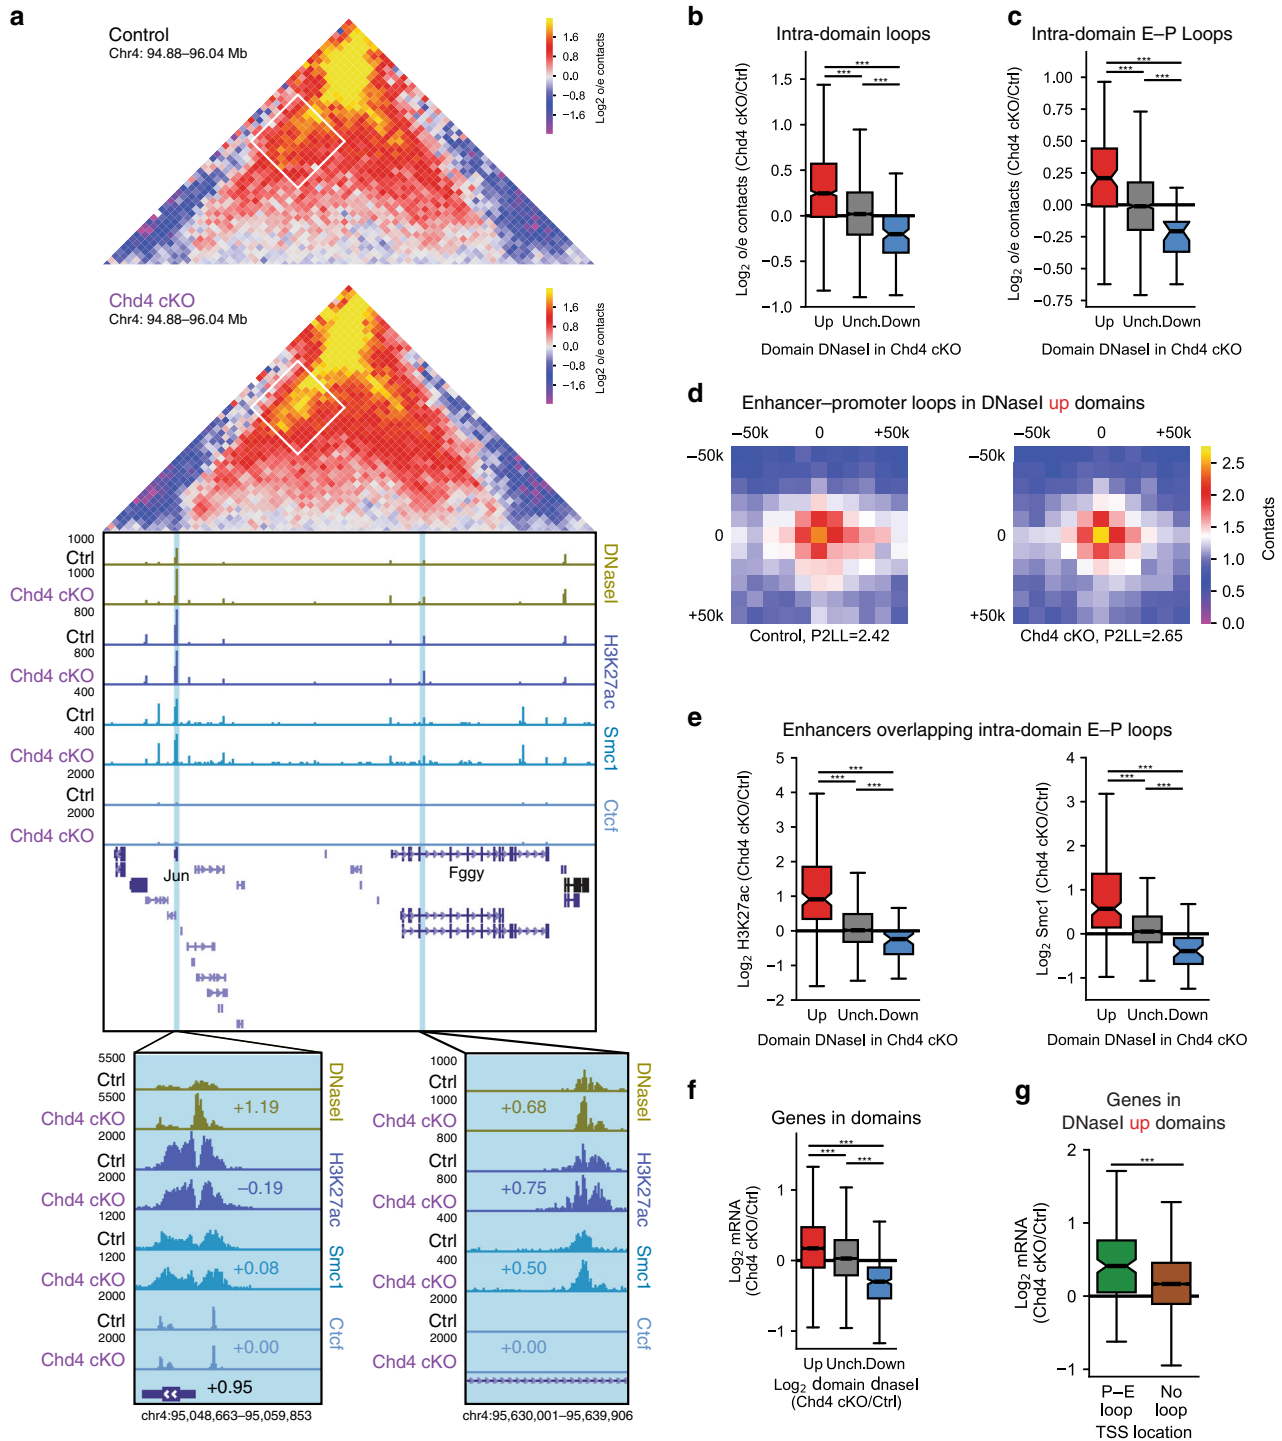 a
Control
Chr4: 94.88–96.04 Mb
1.6
0.8
0.0
−0.8
−1.6
Log2 o/e contacts
Chd4 cKO
Chr4: 94.88–96.04 Mb
1.6
0.8
0.0
−0.8
−1.6
Log2 o/e contacts
1000
Ctrl
1000
Chd4 cKO
DNaseI
800
Ctrl
800
Chd4 cKO
H3K27ac
400
Ctrl
400
Chd4 cKO
Smc1
2000
Ctrl
2000
Chd4 cKO
Ctcf
Jun
Fggy
5500
Ctrl
5500
Chd4 cKO
+1.19
DNaseI
2000
Ctrl
2000
Chd4 cKO
−0.19
H3K27ac
1200
Ctrl
1200
Chd4 cKO
+0.08
Smc1
2000
Ctrl
2000
Chd4 cKO
+0.00
Ctcf
+0.95
chr4:95,048,663–95,059,853
1000
Ctrl
1000
Chd4 cKO
+0.68
DNaseI
800
Ctrl
800
Chd4 cKO
+0.75
H3K27ac
400
Ctrl
400
Chd4 cKO
+0.50
Smc1
2000
Ctrl
2000
Chd4 cKO
+0.00
Ctcf
chr4:95,630,001–95,639,906
b
Intra-domain loops
***
*** ***
1.5
1.0
0.5
0.0
−0.5
−1.0
Log2 o/e contacts (Chd4 cKO/Ctrl)
Up Unch. Down
Domain DNaseI in Chd4 cKO
c
Intra-domain E–P Loops
***
*** ***
1.00
0.75
0.50
0.25
0.00
−0.25
−0.50
−0.75
Log2 o/e contacts (Chd4 cKO/Ctrl)
Up Unch. Down
Domain DNaseI in Chd4 cKO
d
Enhancer–promoter loops in DNaseI up domains
−50k 0 +50k
−50k
0
+50k
Control, P2LL=2.42
−50k 0 +50k
Chd4 cKO, P2LL=2.65
2.5
2.0
1.5
1.0
0.5
0.0
Contacts
e
Enhancers overlapping intra-domain E–P loops
***
*** ***
5
4
3
2
1
0
−1
−2
Log2 H3K27ac (Chd4 cKO/Ctrl)
Up Unch. Down
Domain DNaseI in Chd4 cKO
***
*** ***
4
3
2
1
0
−1
Log2 Smc1 (Chd4 cKO/Ctrl)
Up Unch. Down
Domain DNaseI in Chd4 cKO
f
Genes in domains
***
*** ***
1
0
−1
Log2 mRNA
(Chd4 cKO/Ctrl)
Up Unch. Down
Log2 domain dnaseI
(Chd4 cKO/Ctrl)
g
Genes in
DNaseI up domains
***
2
1
0
−1
Log2 mRNA
(Chd4 cKO/Ctrl)
P–E No
loop loop
TSS location